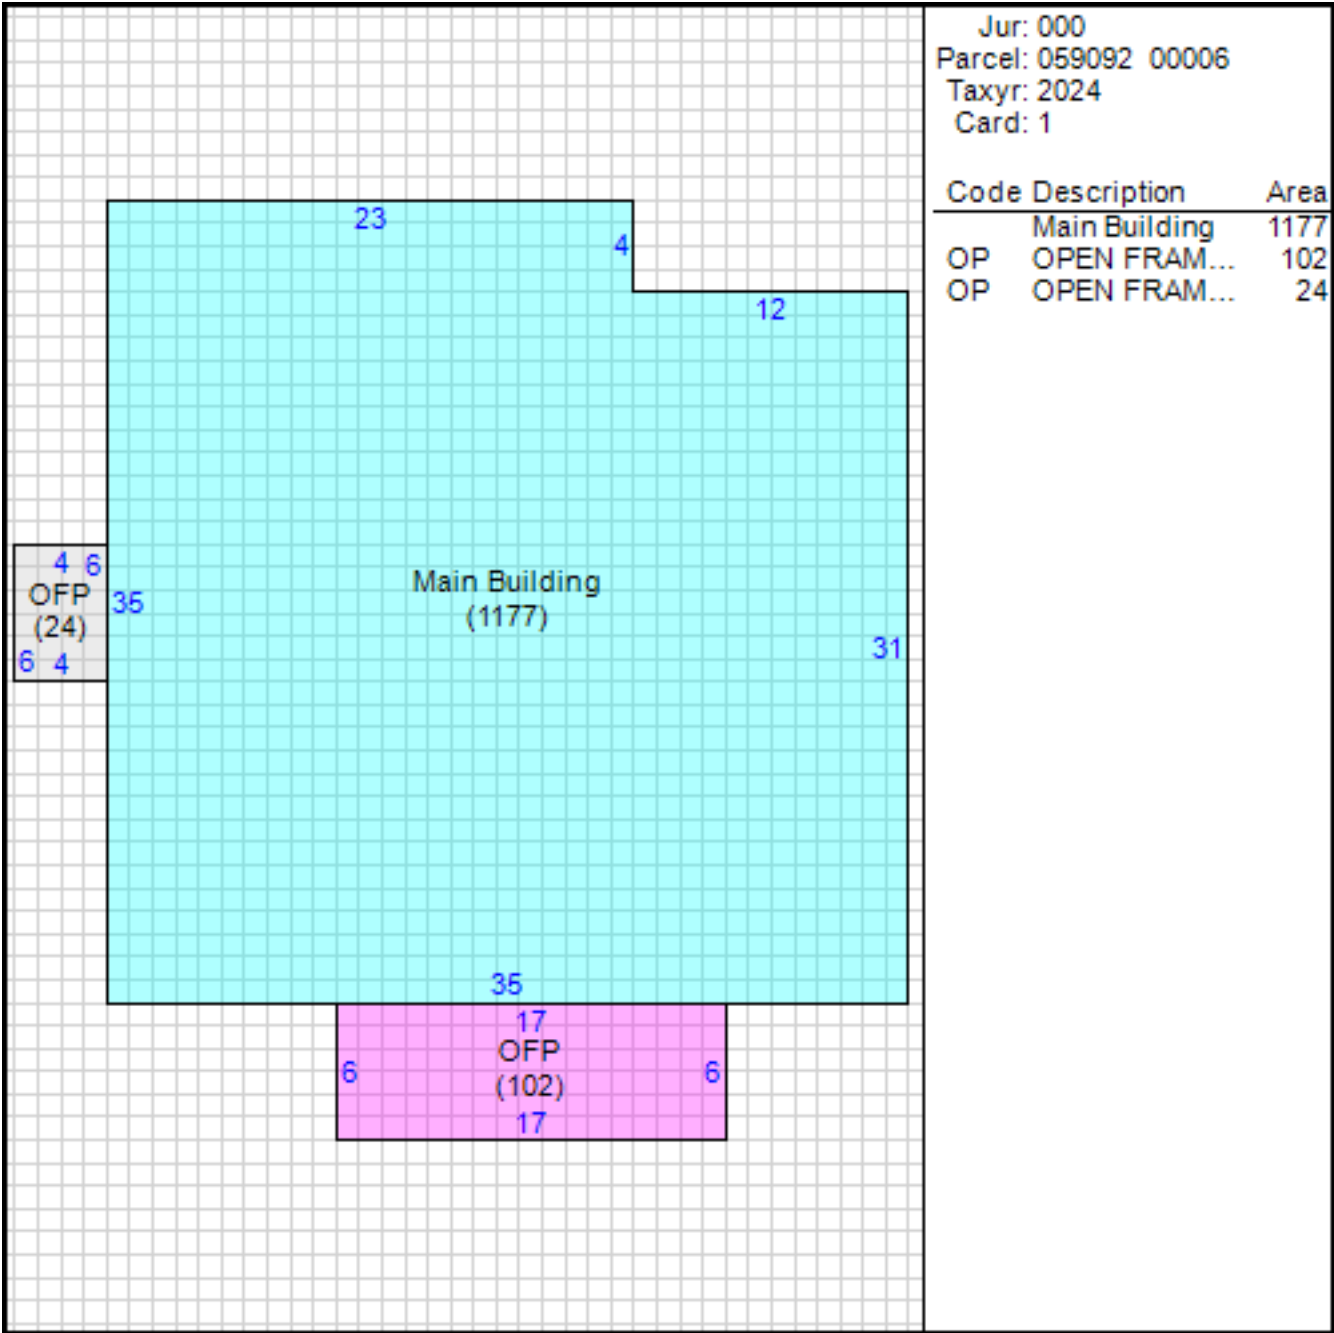 Jur: 000
Parcel: 059092 00006
Taxyr: 2024
Card: 1
Code Description Area
Main Building 1177
OP OPEN FRAM... 102
OP OPEN FRAM... 24
23
4
12
4 6
OFP
(24)
6 4
35
Main Building
(1177)
31
35
17
OFP
6 6
(102)
17